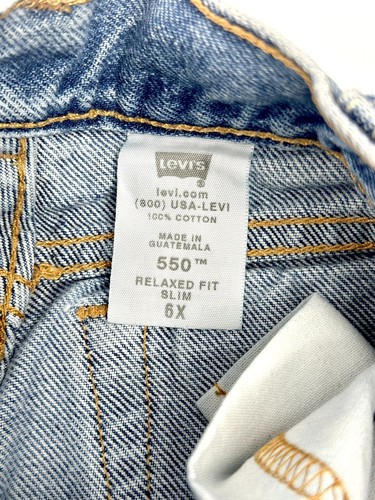 Levi's
®
levi.com
(800) USA-LEVI
100% COTTON
MADE IN
GUATEMALA
550™
RELAXED FIT
SLIM
6X